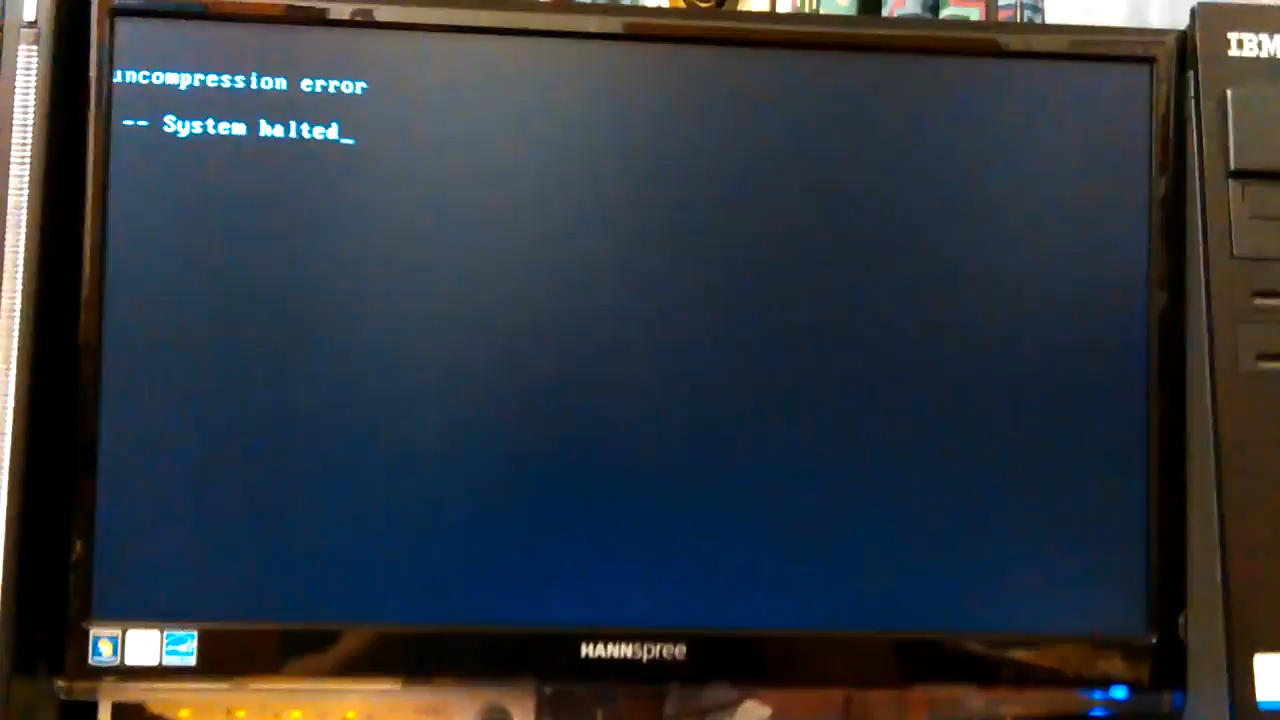 uncompression error
-- System halted_
IBM
HANNspree